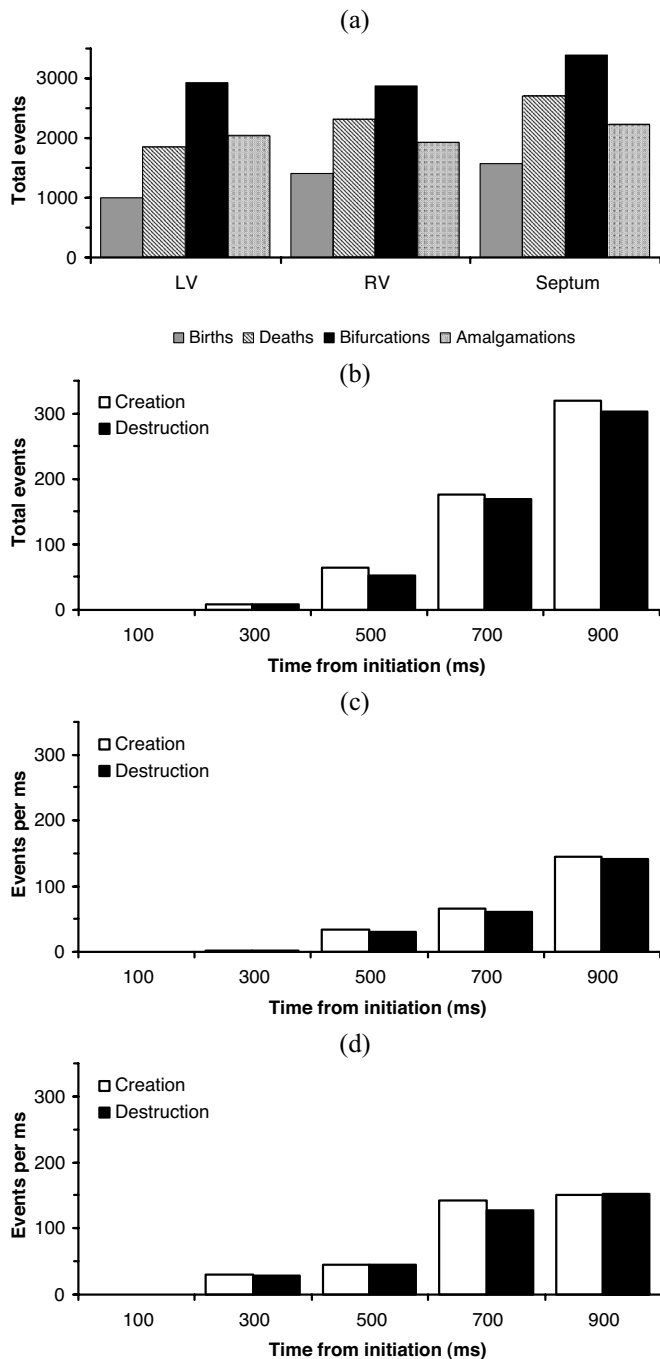 (a)
Total events
3000
2000
1000
0
LV RV Septum
Births Deaths Bifurcations Amalgamations
(b)
Total events
300
200
100
0
Creation
Destruction
100 300 500 700 900
Time from initiation (ms)
(c)
Events per ms
300
200
100
0
Creation
Destruction
100 300 500 700 900
Time from initiation (ms)
(d)
Events per ms
300
200
100
0
Creation
Destruction
100 300 500 700 900
Time from initiation (ms)